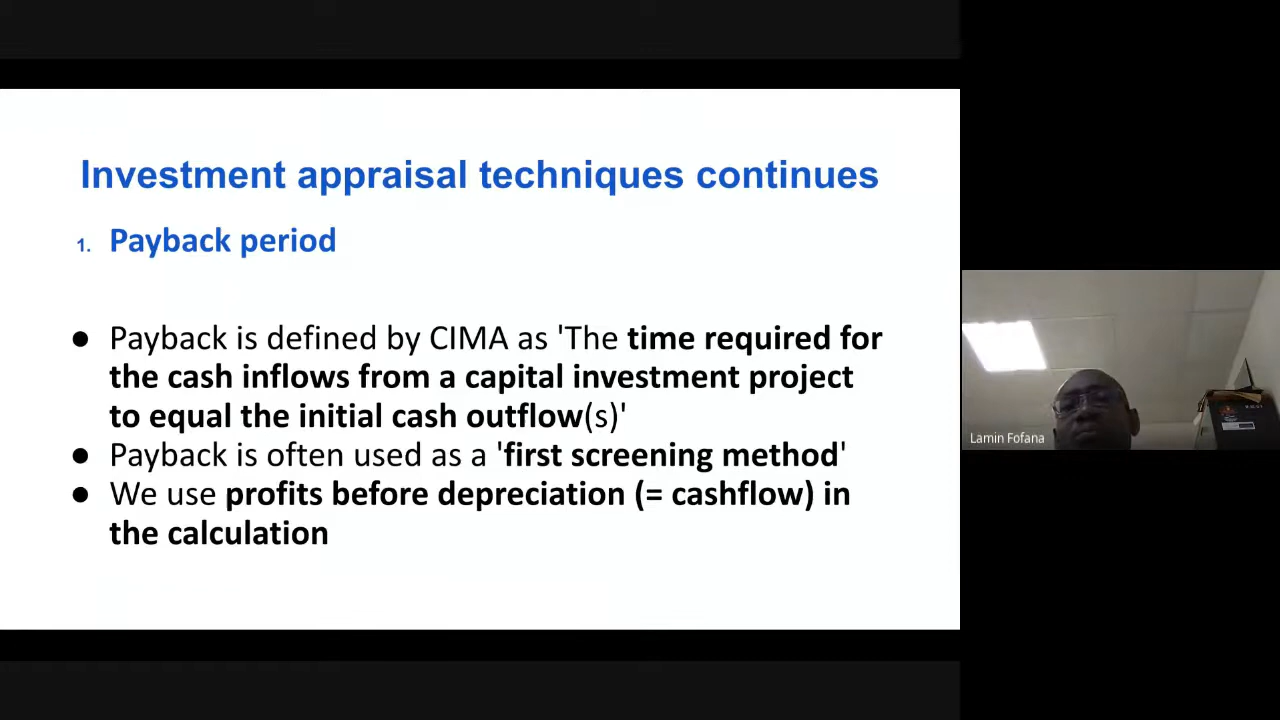 Investment appraisal techniques continues
1. Payback period
● Payback is defined by CIMA as 'The time required for
the cash inflows from a capital investment project
to equal the initial cash outflow(s)'
● Payback is often used as a 'first screening method'
● We use profits before depreciation (= cashflow) in
the calculation
Lamin Fofana